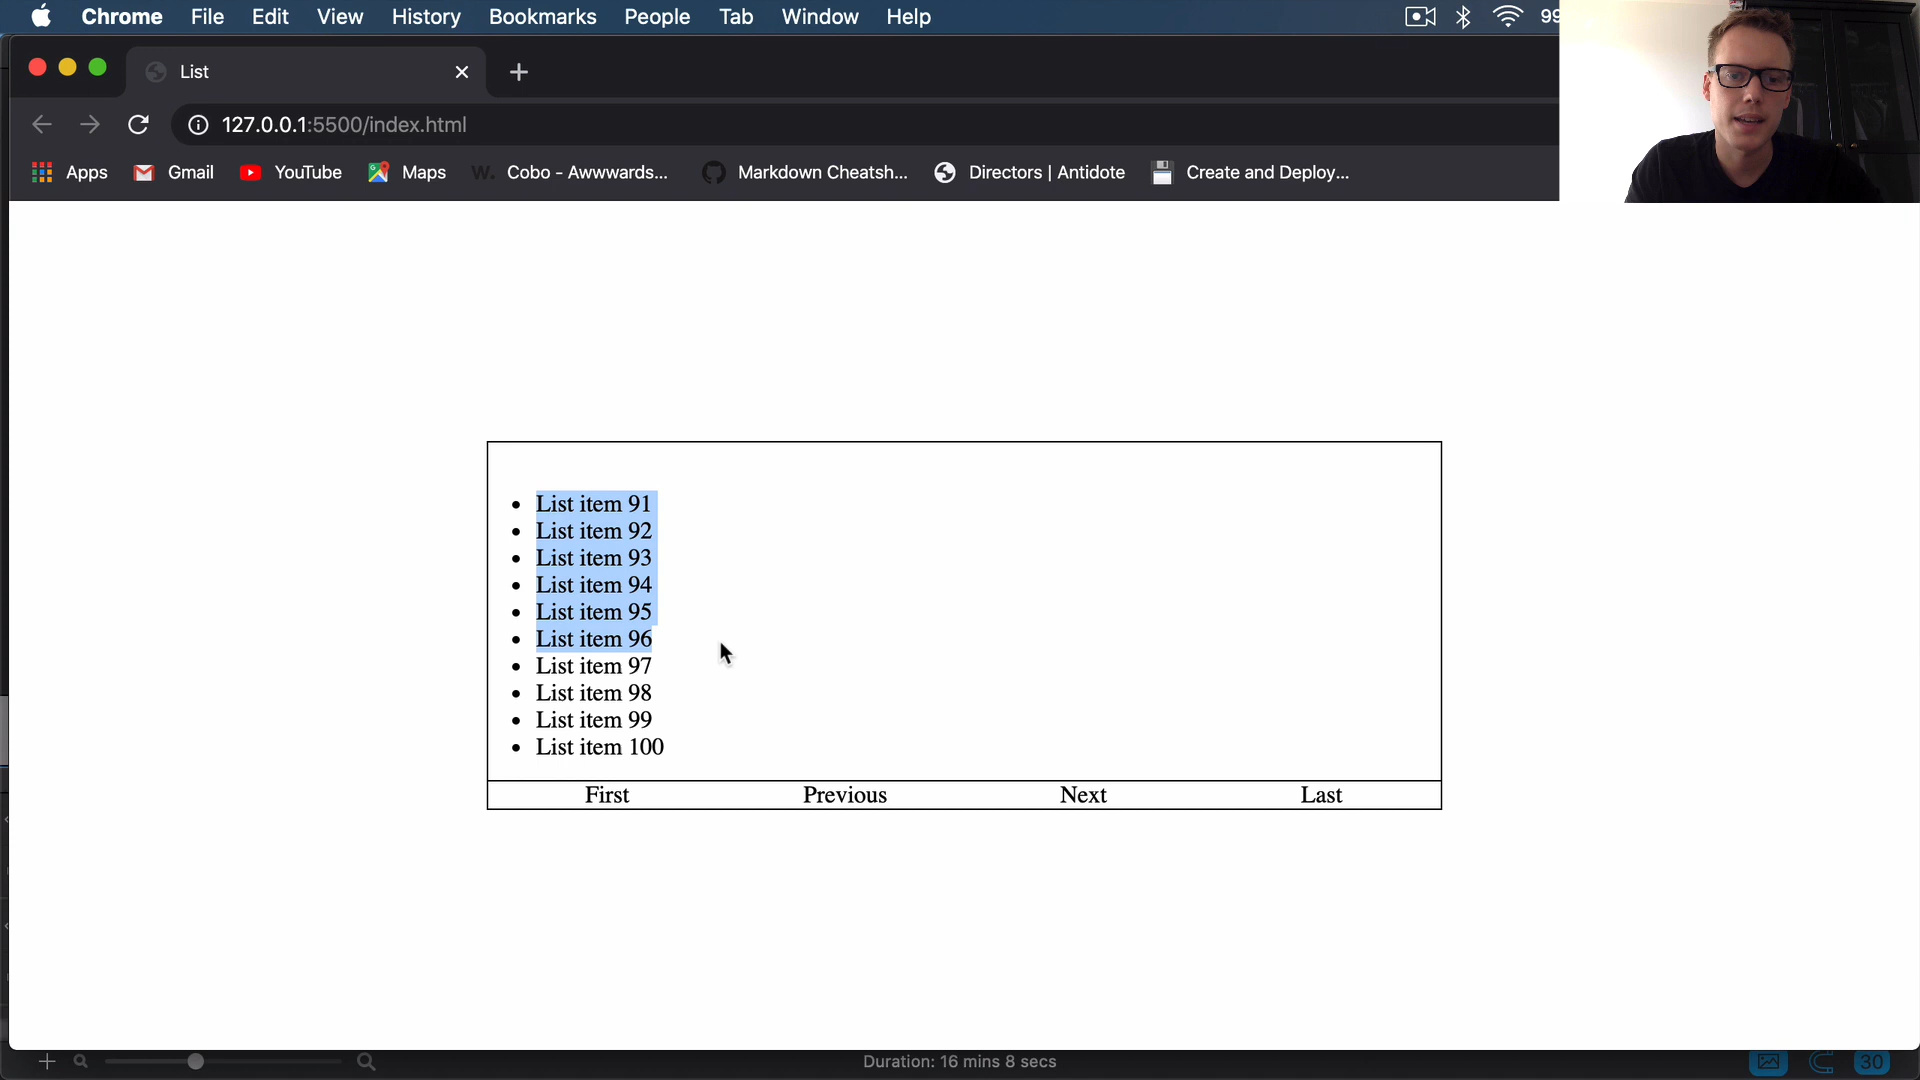 Chrome File Edit View History Bookmarks People Tab Window Help 99
List
127.0.0.1:5500/index.html
Apps Gmail YouTube Maps W. Cobo - Awwwards... Markdown Cheatsh... Directors | Antidote Create and Deploy...
• List item 91
• List item 92
• List item 93
• List item 94
• List item 95
• List item 96
• List item 97
• List item 98
• List item 99
• List item 100
First Previous Next Last
Duration: 16 mins 8 secs 30